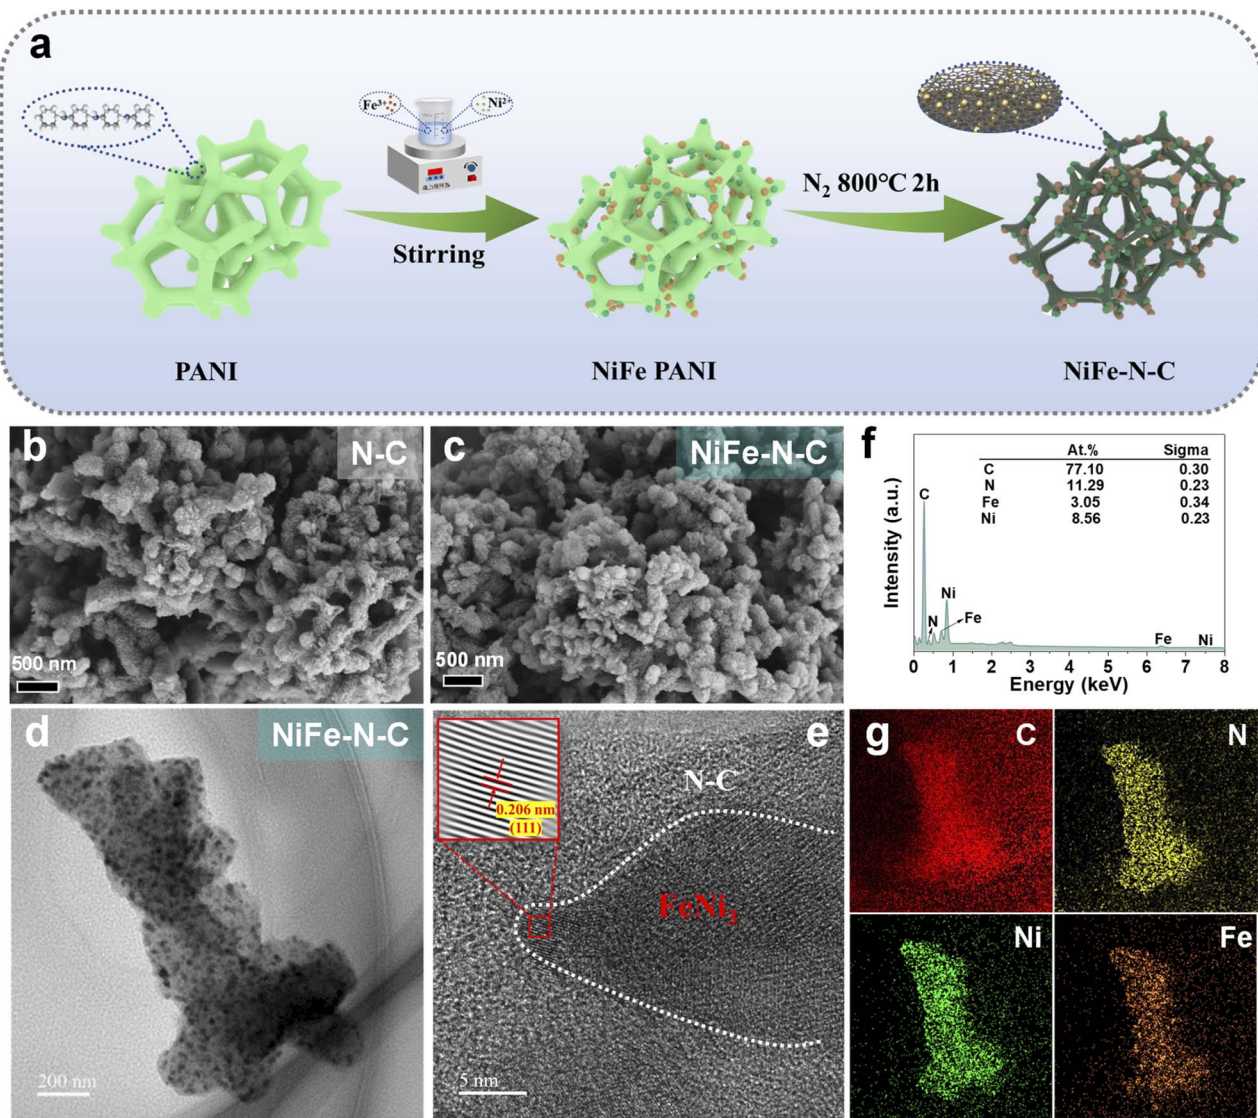 a
Fe³⁺
Ni²⁺
Stirring
N₂ 800℃ 2h
PANI
NiFe PANI
NiFe-N-C
b
N-C
500 nm
c
NiFe-N-C
500 nm
f
Intensity (a.u.)
At.% Sigma
C 77.10 0.30
N 11.29 0.23
Fe 3.05 0.34
Ni 8.56 0.23
C
N
Ni
Fe
Fe
Ni
0 1 2 3 4 5 6 7 8
Energy (keV)
d
NiFe-N-C
200 nm
e
0.206 nm
(111)
N-C
FeNi₃
5 nm
g
C
N
Ni
Fe